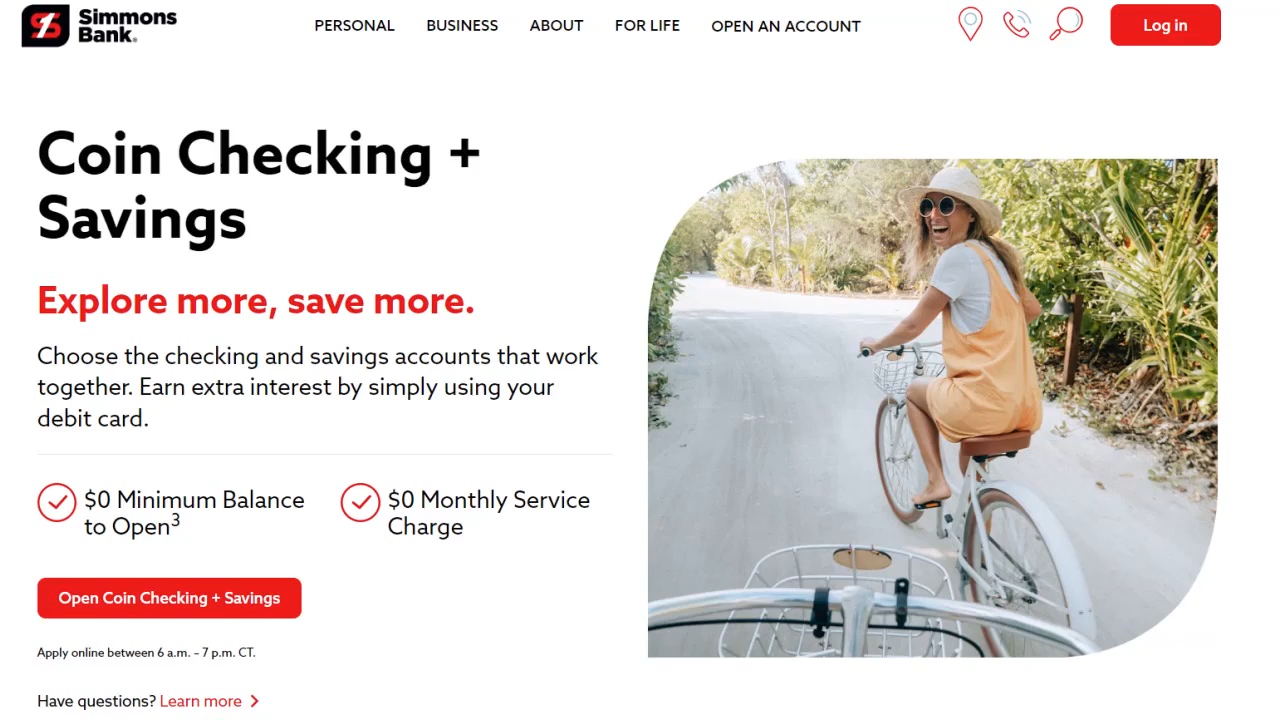 Simmons
Bank.
PERSONAL BUSINESS ABOUT FOR LIFE OPEN AN ACCOUNT
Log in
Coin Checking +
Savings
Explore more, save more.
Choose the checking and savings accounts that work
together. Earn extra interest by simply using your
debit card.
$0 Minimum Balance
to Open3
$0 Monthly Service
Charge
Open Coin Checking + Savings
Apply online between 6 a.m. – 7 p.m. CT.
Have questions? Learn more